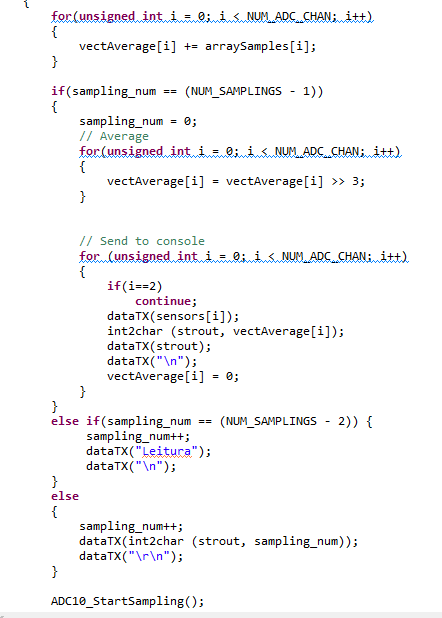 {
for(unsigned int i = 0; i < NUM_ADC_CHAN; i++)
{
vectAverage[i] += arraySamples[i];
}
if(sampling_num == (NUM_SAMPLINGS - 1))
{
sampling_num = 0;
// Average
for(unsigned int i = 0; i < NUM_ADC_CHAN; i++)
{
vectAverage[i] = vectAverage[i] >> 3;
}
// Send to console
for (unsigned int i = 0; i < NUM_ADC_CHAN; i++)
{
if(i==2)
continue;
dataTX(sensors[i]);
int2char (strout, vectAverage[i]);
dataTX(strout);
dataTX("\n");
vectAverage[i] = 0;
}
}
else if(sampling_num == (NUM_SAMPLINGS - 2)) {
sampling_num++;
dataTX("Leitura");
dataTX("\n");
}
else
{
sampling_num++;
dataTX(int2char (strout, sampling_num));
dataTX("\r\n");
}
ADC10_StartSampling();